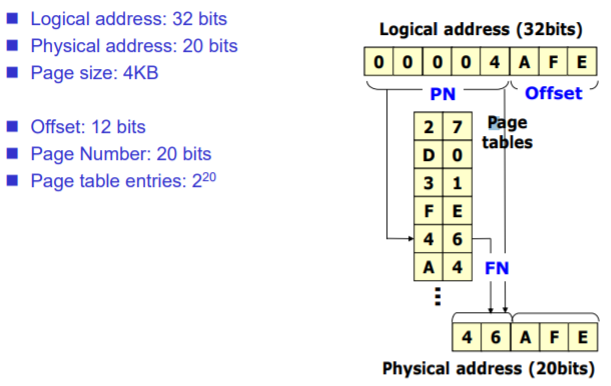 Logical address: 32 bits
Physical address: 20 bits
Page size: 4KB
Offset: 12 bits
Page Number: 20 bits
Page table entries: 2²⁰
Logical address (32bits)
0 0 0 0 4 A F E
PN
Offset
2 7
D 0
3 1
F E
4 6
A 4
Page
tables
FN
4 6 A F E
Physical address (20bits)